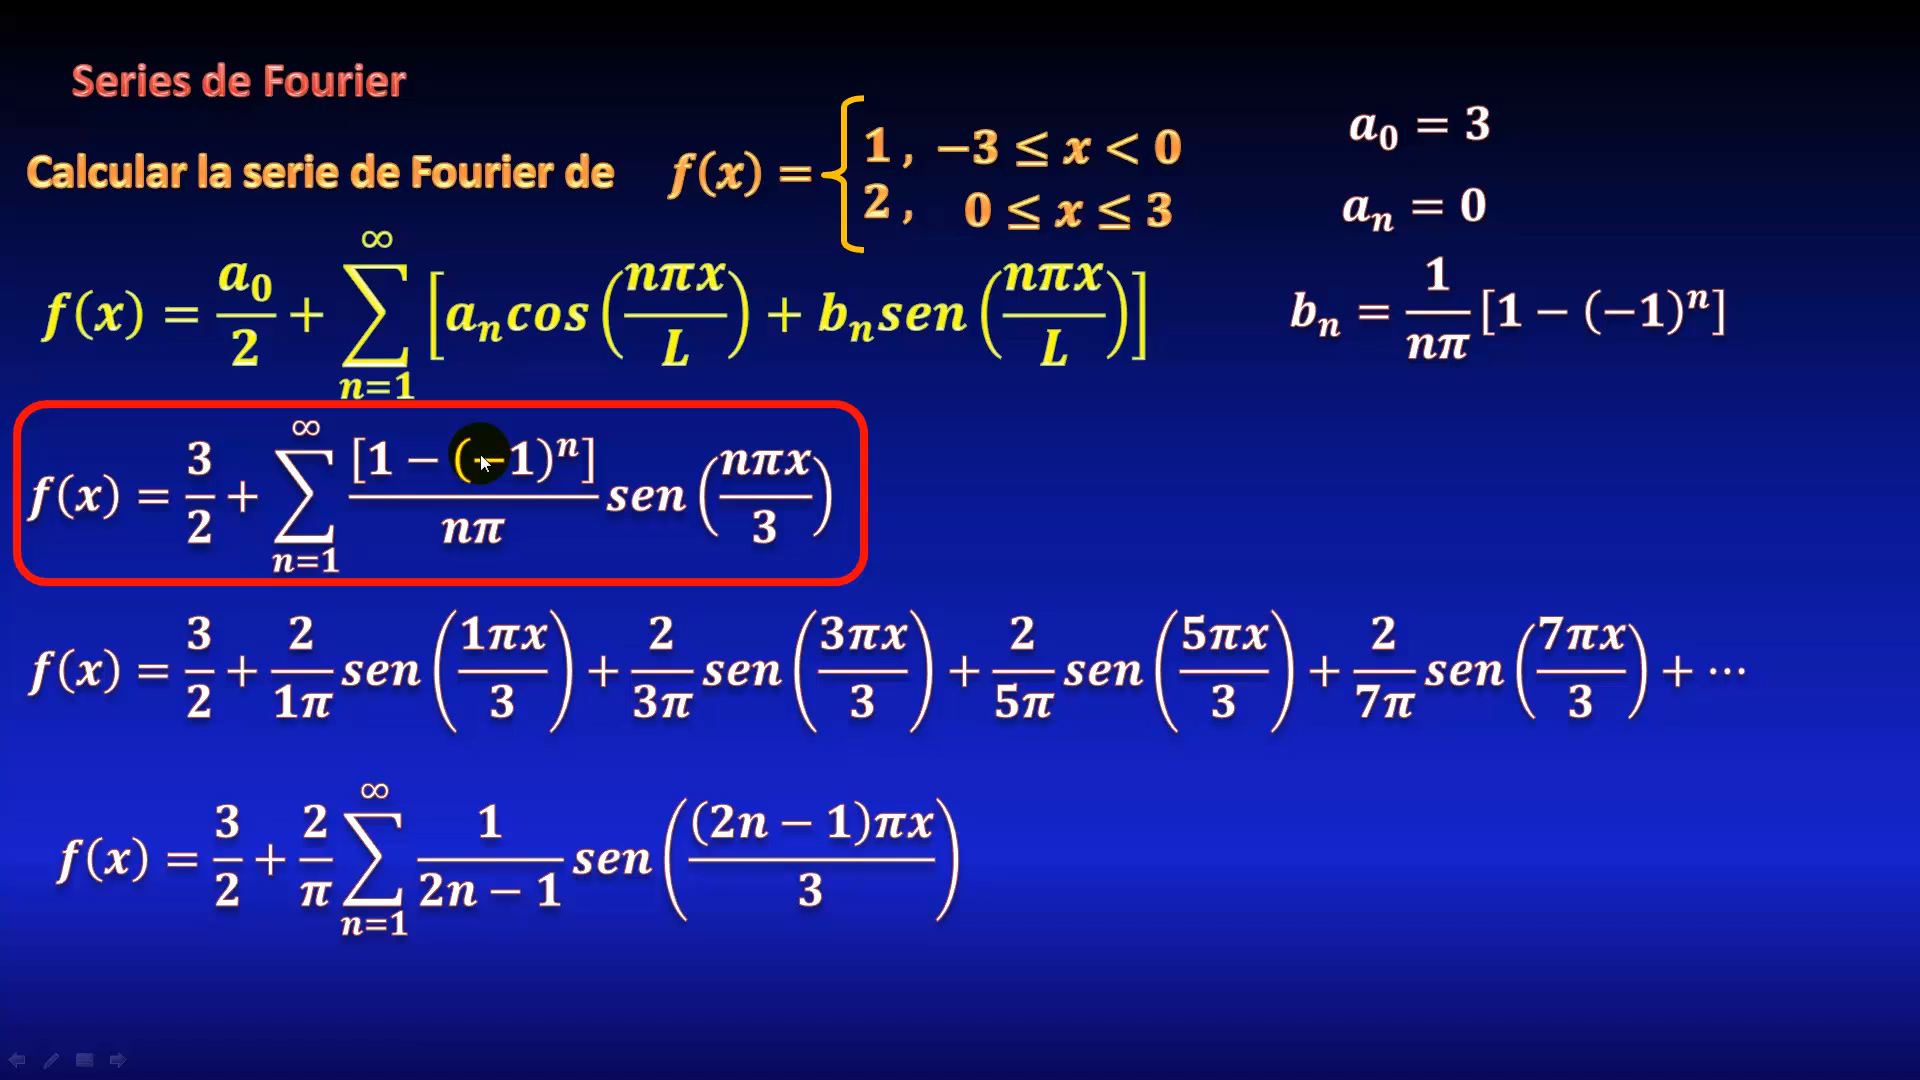 Series de Fourier
Calcular la serie de Fourier de f(x) = { 1 , −3 ≤ x < 0
2 , 0 ≤ x ≤ 3
a₀ = 3
aₙ = 0
bₙ = 1/nπ [1 − (−1)ⁿ]
f(x) = a₀/2 + ∑_{n=1}^{∞} [aₙcos(nπx/L) + bₙsen(nπx/L)]
f(x) = 3/2 + ∑_{n=1}^{∞} [1 − (−1)ⁿ]/nπ sen(nπx/3)
f(x) = 3/2 + 2/1π sen(1πx/3) + 2/3π sen(3πx/3) + 2/5π sen(5πx/3) + 2/7π sen(7πx/3) + ⋯
f(x) = 3/2 + 2/π ∑_{n=1}^{∞} 1/2n − 1 sen((2n − 1)πx/3)